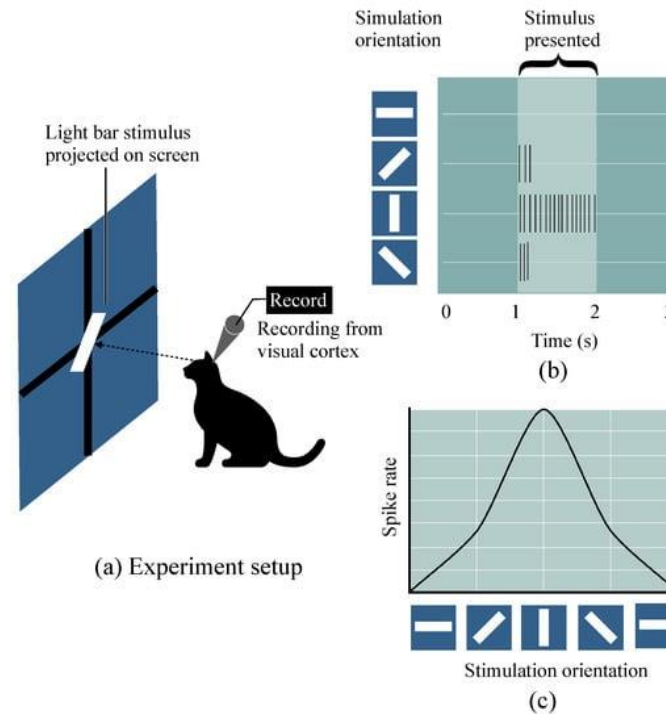 Simulation
orientation
Stimulus
presented
Light bar stimulus
projected on screen
Record
Recording from
visual cortex
(a) Experiment setup
0 1 2 3
Time (s)
(b)
Spike rate
Stimulation orientation
(c)